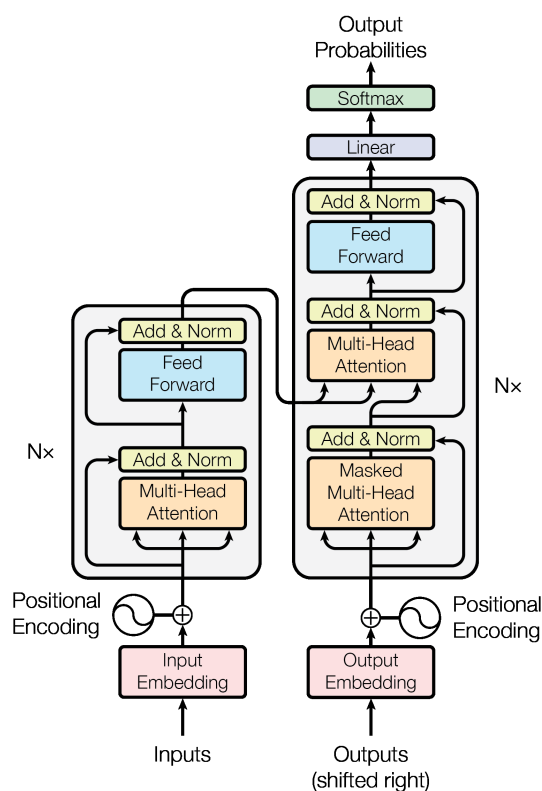 Output
Probabilities
Softmax
Linear
Add & Norm
Feed
Forward
Add & Norm
Multi-Head
Attention
Add & Norm
Masked
Multi-Head
Attention
N×
Add & Norm
Feed
Forward
Add & Norm
Multi-Head
Attention
N×
Positional
Encoding
Positional
Encoding
Input
Embedding
Output
Embedding
Inputs
Outputs
(shifted right)